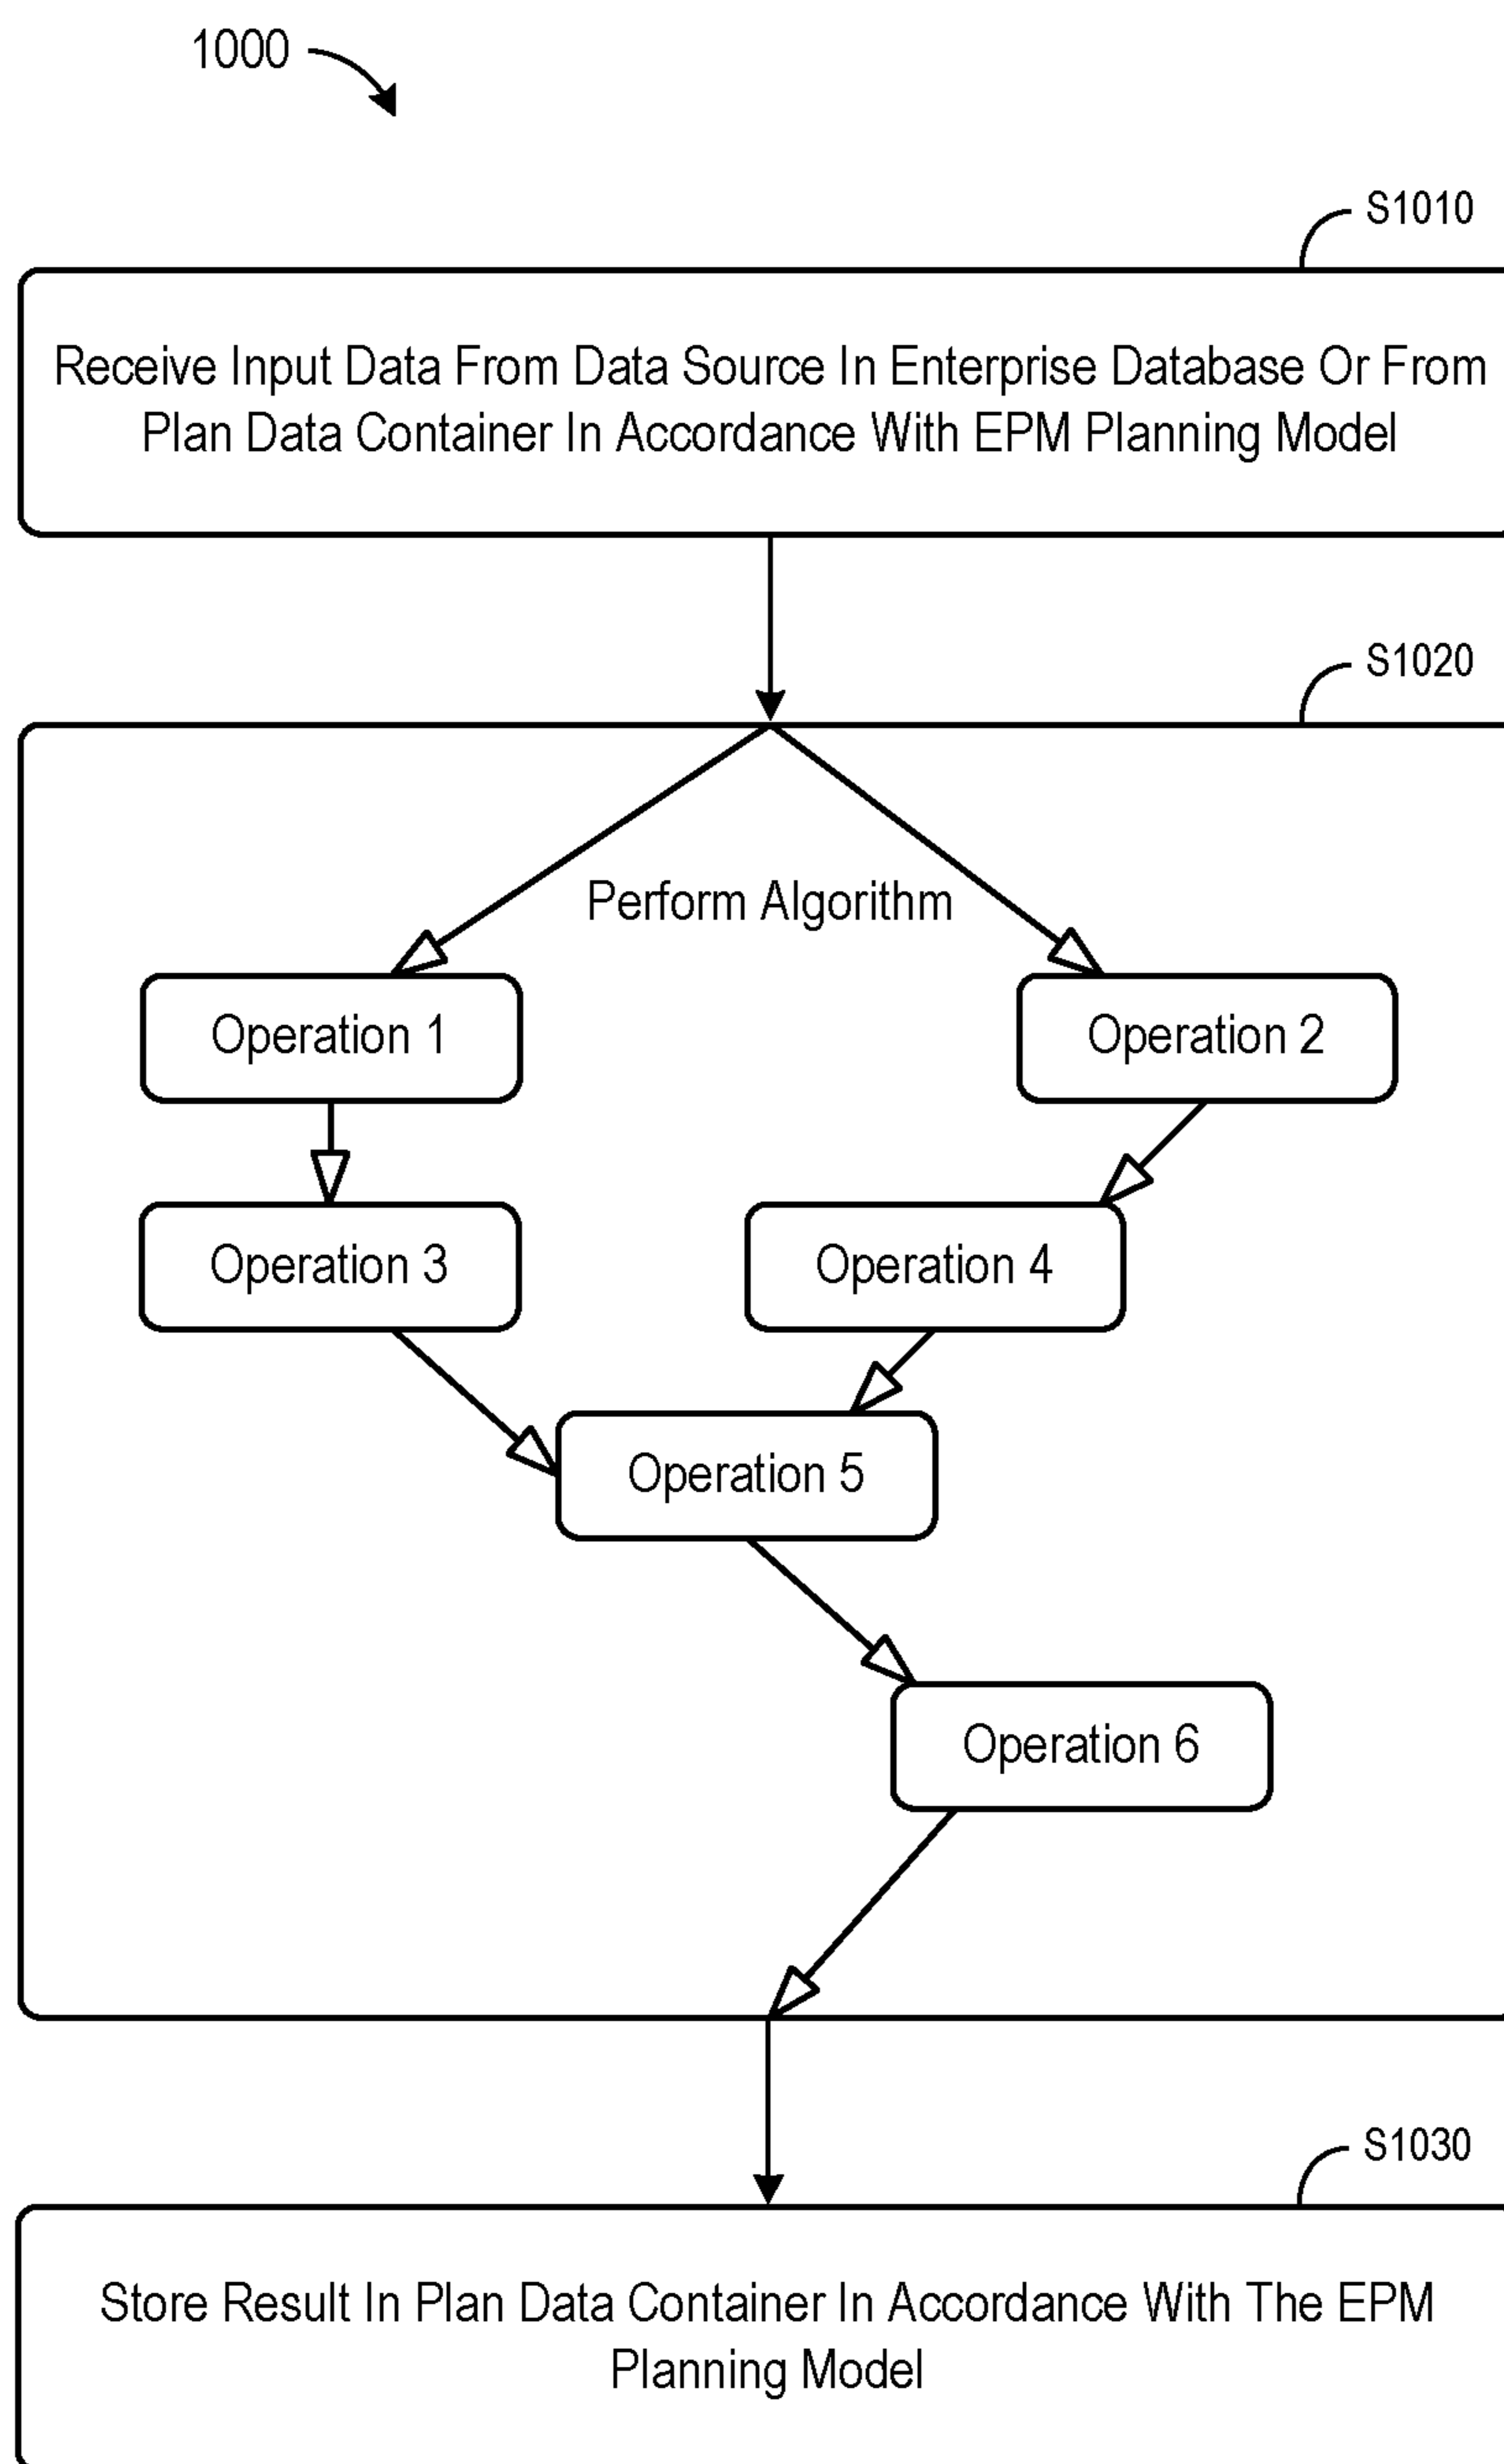 1000
S1010
Receive Input Data From Data Source In Enterprise Database Or From
Plan Data Container In Accordance With EPM Planning Model
S1020
Perform Algorithm
Operation 1
Operation 2
Operation 3
Operation 4
Operation 5
Operation 6
S1030
Store Result In Plan Data Container In Accordance With The EPM
Planning Model